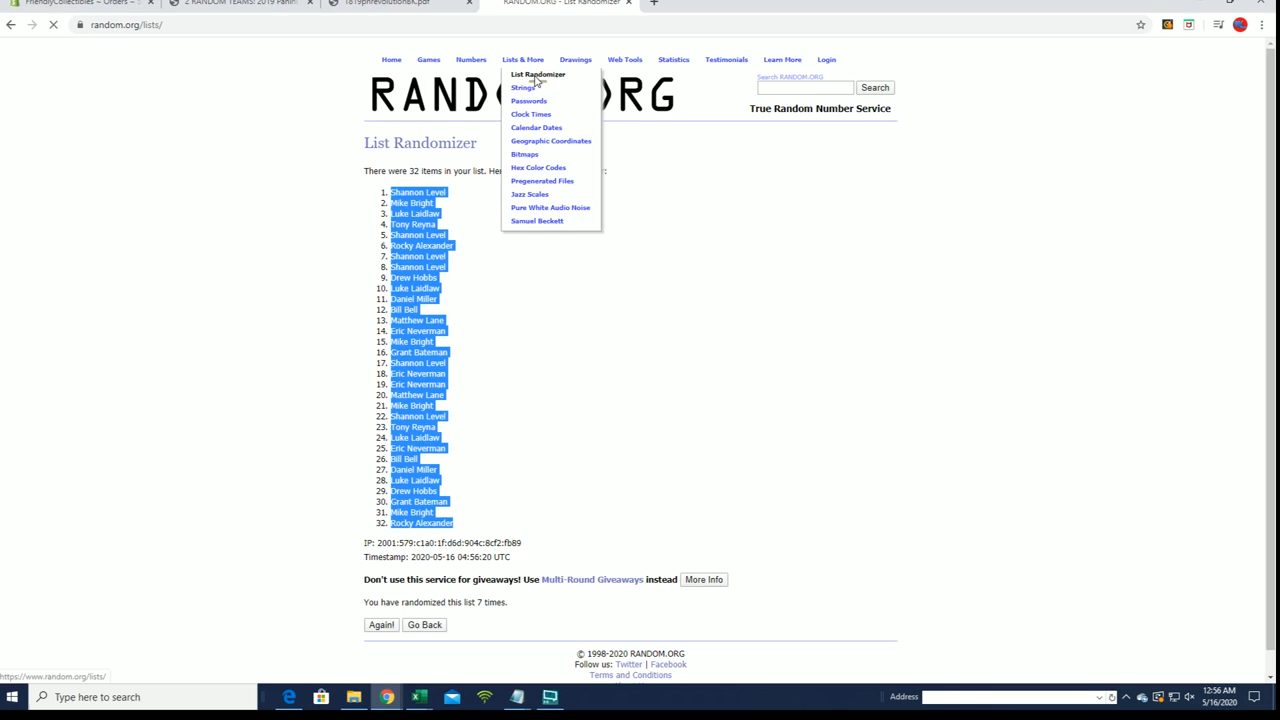 FriendlyCollectibles ~ Orders ~ S
2 RANDOM TEAMS: 2019 Panini
1819phrevolution8K.pdf
RANDOM.ORG - List Randomizer
random.org/lists/
Home Games Numbers Lists & More Drawings Web Tools Statistics Testimonials Learn More Login
List Randomizer
Strings
Passwords
Clock Times
Calendar Dates
Geographic Coordinates
Bitmaps
Hex Color Codes
Pregenerated Files
Jazz Scales
Pure White Audio Noise
Samuel Beckett
Search RANDOM.ORG
Search
True Random Number Service
List Randomizer
There were 32 items in your list. Her
1. Shannon Level
2. Mike Bright
3. Luke Laidlaw
4. Tony Reyna
5. Shannon Level
6. Rocky Alexander
7. Shannon Level
8. Shannon Level
9. Drew Hobbs
10. Luke Laidlaw
11. Daniel Miller
12. Bill Bell
13. Matthew Lane
14. Eric Neverman
15. Mike Bright
16. Grant Bateman
17. Shannon Level
18. Eric Neverman
19. Eric Neverman
20. Matthew Lane
21. Mike Bright
22. Shannon Level
23. Tony Reyna
24. Luke Laidlaw
25. Eric Neverman
26. Bill Bell
27. Daniel Miller
28. Luke Laidlaw
29. Drew Hobbs
30. Grant Bateman
31. Mike Bright
32. Rocky Alexander
IP: 2001:579:c1a0:1f:d6d:904c:8cf2:fb89
Timestamp: 2020-05-16 04:56:20 UTC
Don't use this service for giveaways! Use Multi-Round Giveaways instead More Info
You have randomized this list 7 times.
Again! Go Back
© 1998-2020 RANDOM.ORG
Follow us: Twitter | Facebook
Terms and Conditions
https://www.random.org/lists/
Type here to search
Address
12:56 AM
5/16/2020